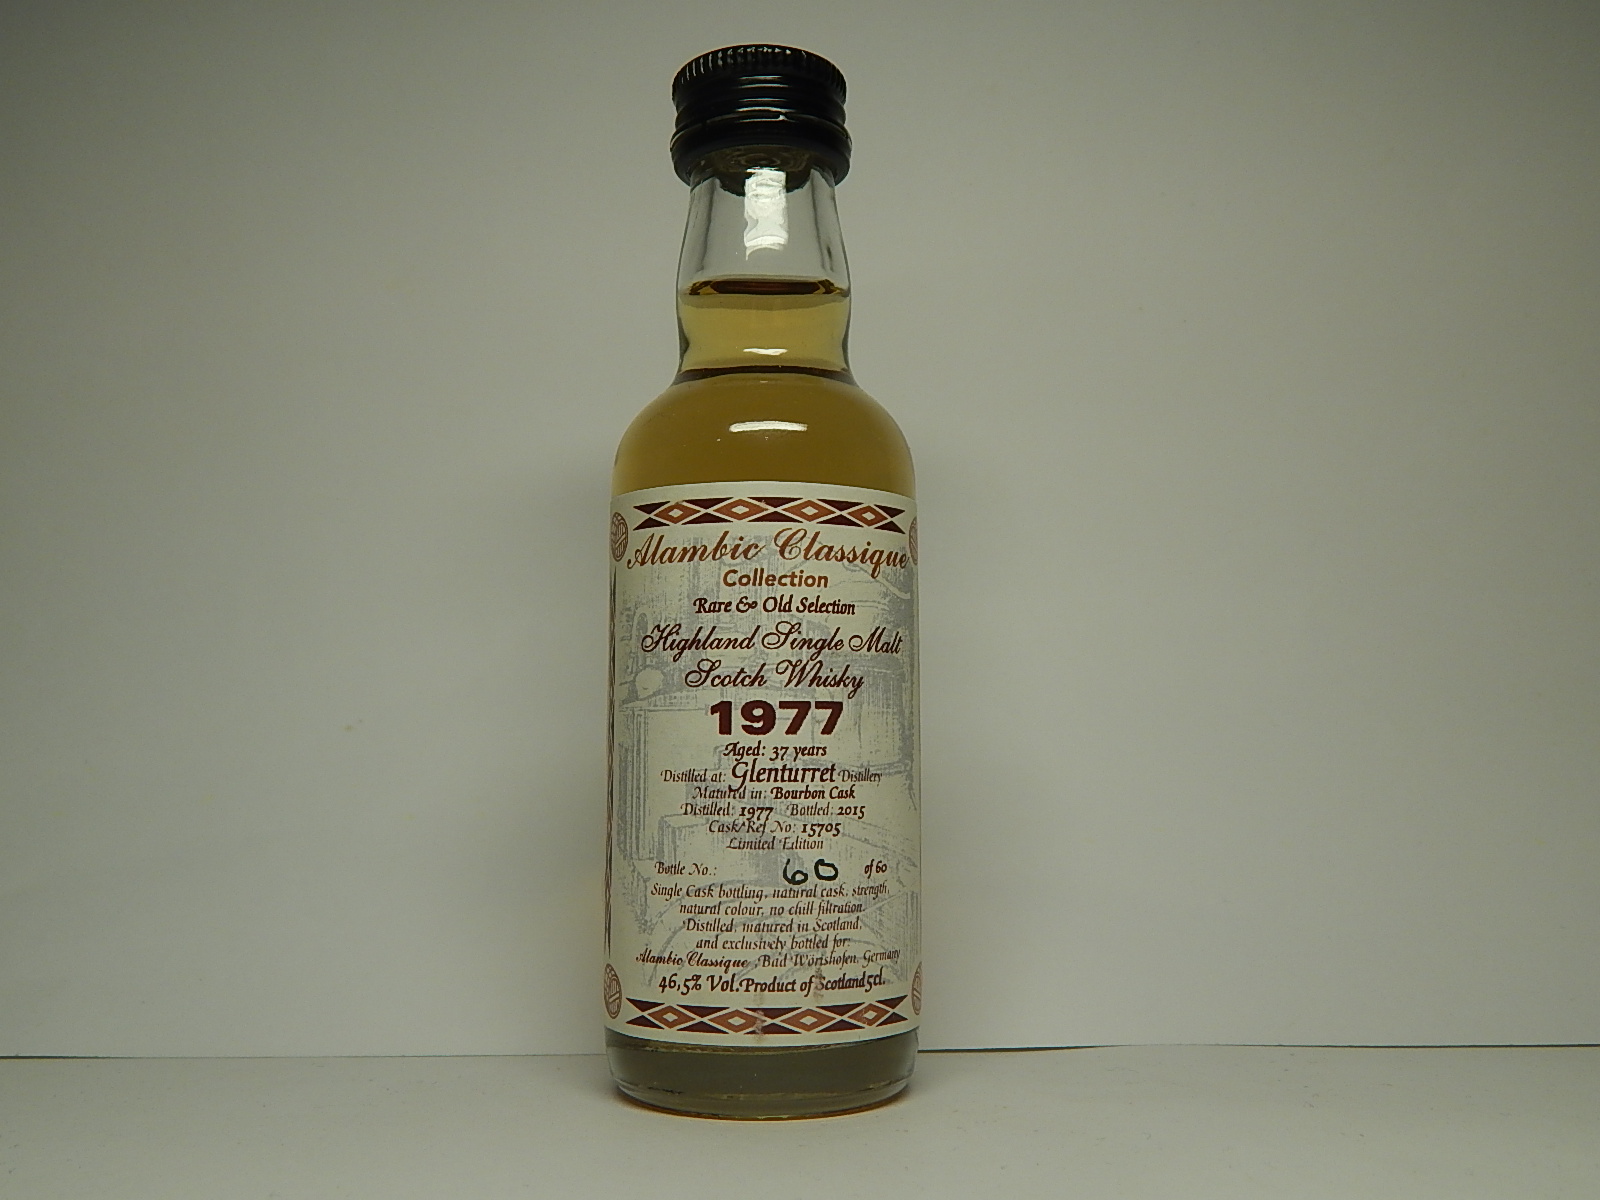 Alambic Classique
Collection
Rare & Old Selection
Highland Single Malt
Scotch Whisky
1977
Aged: 37 years
Distilled at: Glenturret Distillery
Matured in: Bourbon Cask
Distilled: 1977 Bottled: 2015
Cask/Ref No: 15705
Limited Edition
Bottle No.: 60 of 60
Single Cask bottling, natural cask, strength,
natural colour, no chill filtration.
Distilled, matured in Scotland,
and exclusively bottled for:
Alambic Classique, Bad Wörishofen, Germany
46,5% Vol. Product of Scotland 5cl.